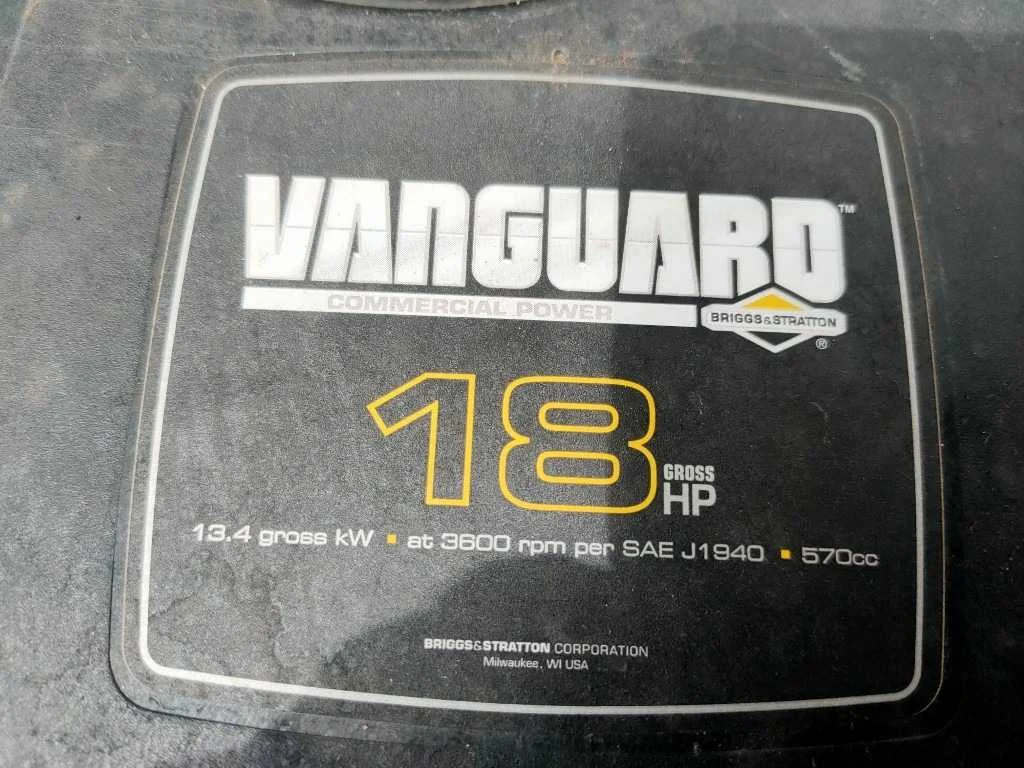 VANGUARD™
COMMERCIAL POWER
BRIGGS&STRATTON®
18 GROSS HP
13.4 gross kW ▪ at 3600 rpm per SAE J1940 ▪ 570cc
BRIGGS&STRATTON CORPORATION
Milwaukee, WI USA